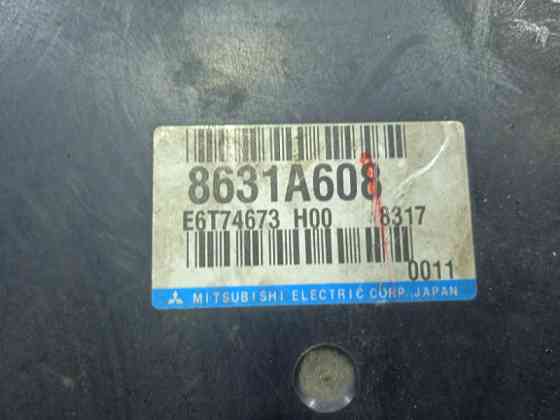 8631A608
E6T74673 H00 8317
0011
MITSUBISHI ELECTRIC CORP. JAPAN